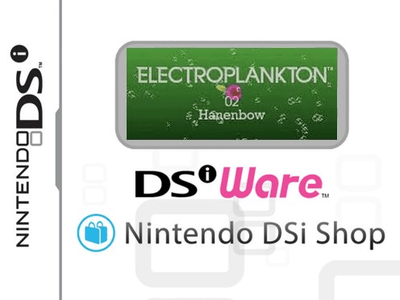 NINTENDO DSi
ELECTROPLANKTON™
02
Hanenbow
DSiWare™
Nintendo DSi Shop